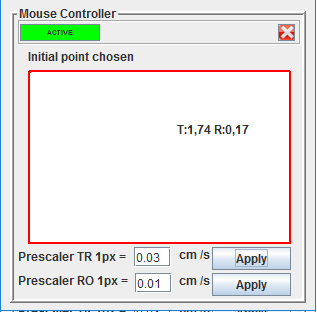 Mouse Controller
ACTIVE
Initial point chosen
T:1,74 R:0,17
Prescaler TR 1px = 0.03 cm /s Apply
Prescaler RO 1px = 0.01 cm /s Apply